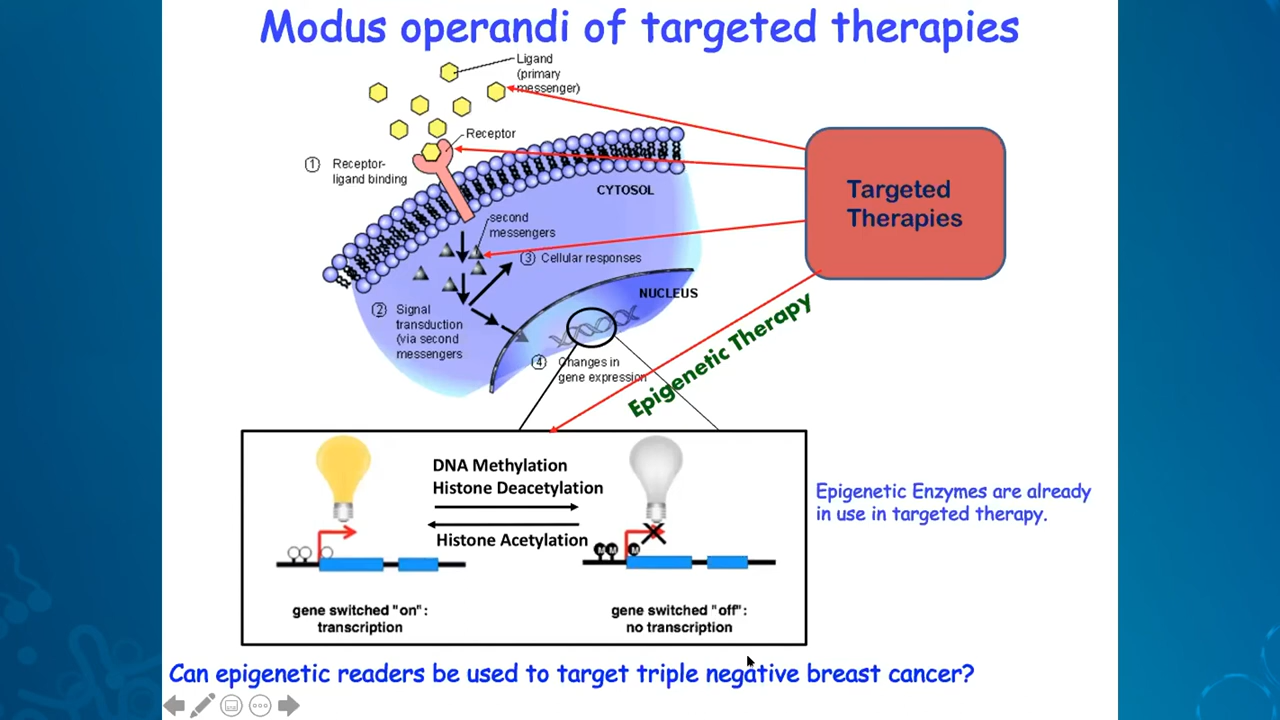 Modus operandi of targeted therapies
Ligand
(primary
messenger)
Receptor
① Receptor-
ligand binding
CYTOSOL
Targeted
Therapies
second
messengers
③ Cellular responses
NUCLEUS
② Signal
transduction
(via second
messengers
④ Changes in
gene expression
Epigenetic Therapy
DNA Methylation
Histone Deacetylation
Histone Acetylation
M M M
Epigenetic Enzymes are already
in use in targeted therapy.
gene switched "on":
transcription
gene switched "off":
no transcription
Can epigenetic readers be used to target triple negative breast cancer?